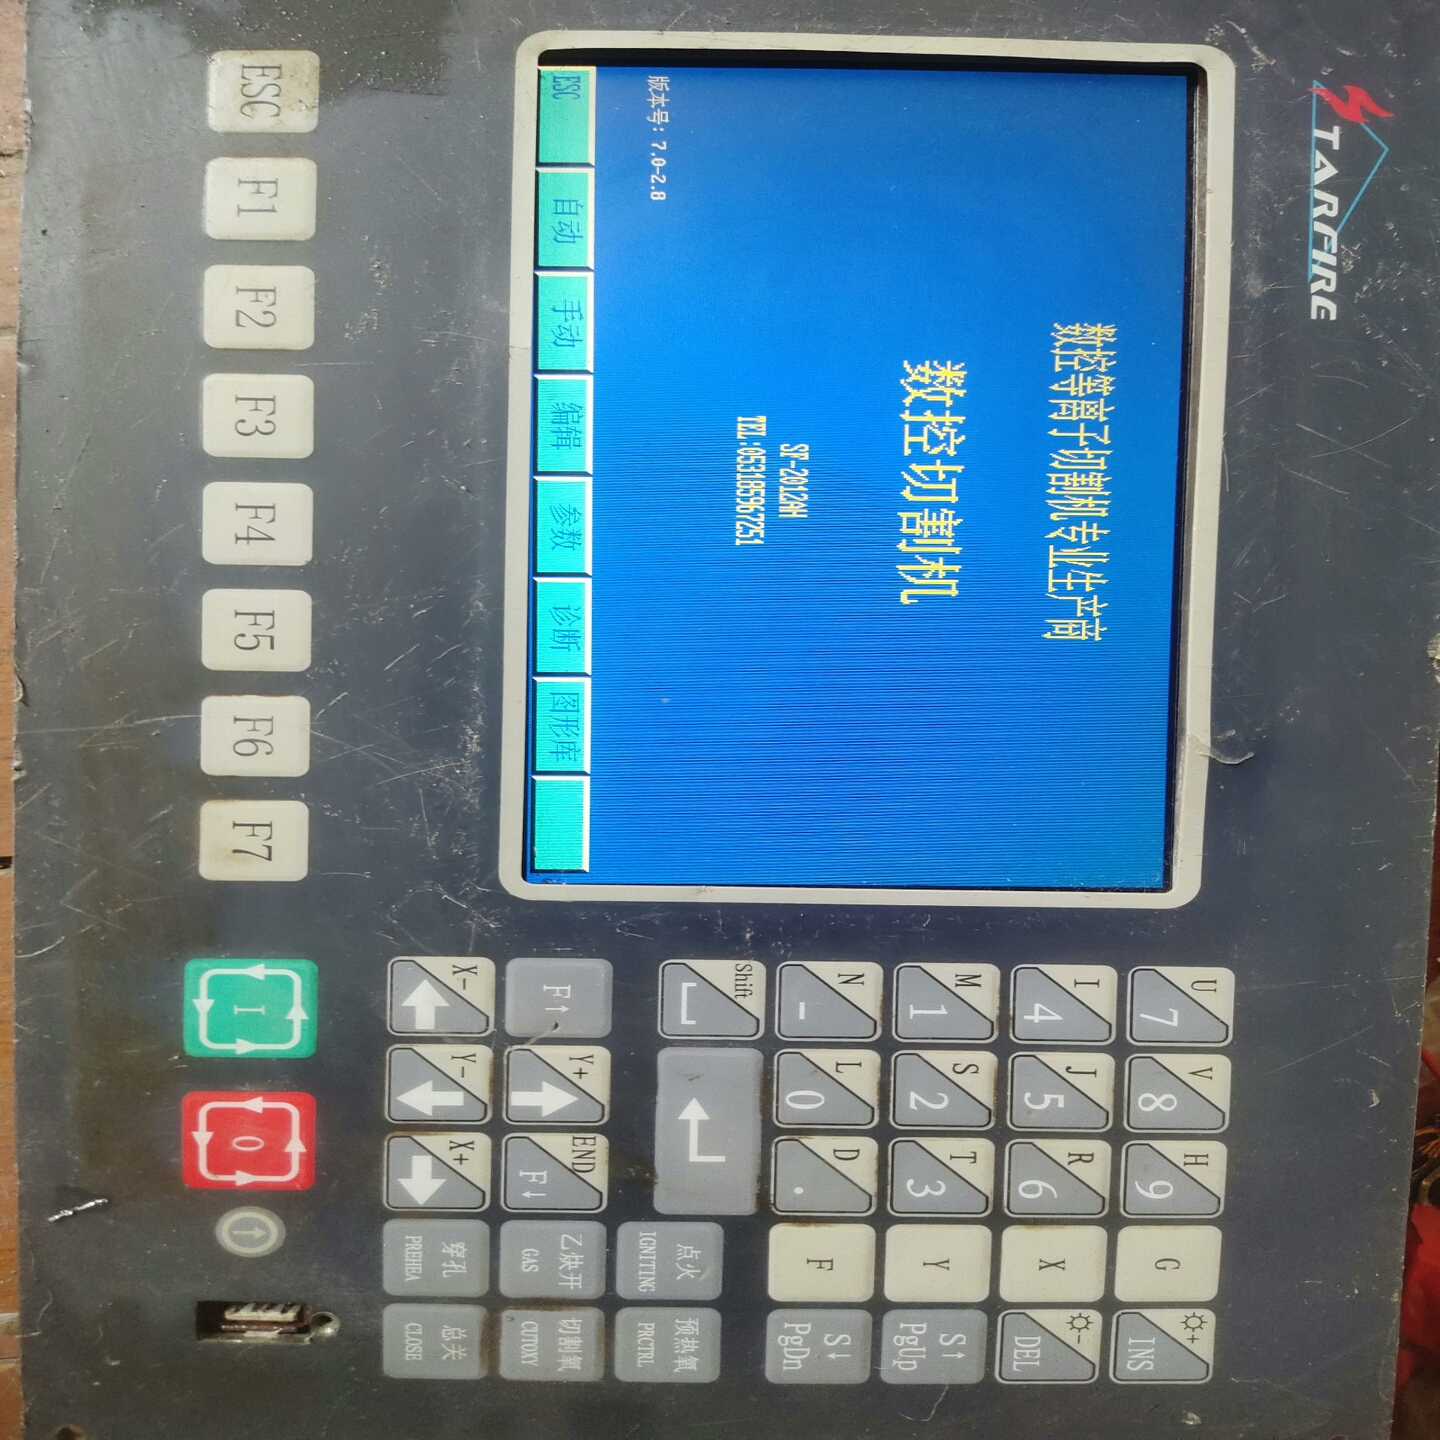 STARFIRE
数控等离子切割机专业生产商
数控切割机
SF-2012AH
TEL:053185967251
版本号: 7.0-2.8
ESC 自动 手动 编辑 参数 诊断 图形库
ESC F1 F2 F3 F4 F5 F6 F7
U 7 V 8 H 9 G ☼+ INS
I 4 J 5 R 6 X ☼- DEL
M 1 S 2 T 3 Y S↑ PgUp
N - L 0 D . F S↓ PgDn
Shift
点火 IGNITING
预热氧 PRCTRL
F↑ Y+ END F↓
乙炔开 GAS
切割氧 CUTOXY
X- Y- X+
穿孔 PREHEA
总关 CLOSE
I O